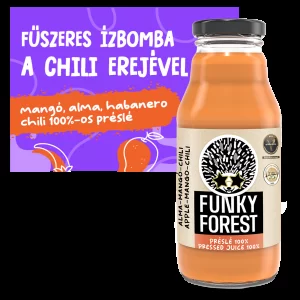 FŰSZERES ÍZBOMBA
A CHILI EREJÉVEL
mangó, alma, habanero
chili 100%-os préslé
ALMA-MANGÓ-CHILI
APPLE-MANGO-CHILI
FUNKY
FOREST
PRÉSLÉ 100%
PRESSED JUICE 100%